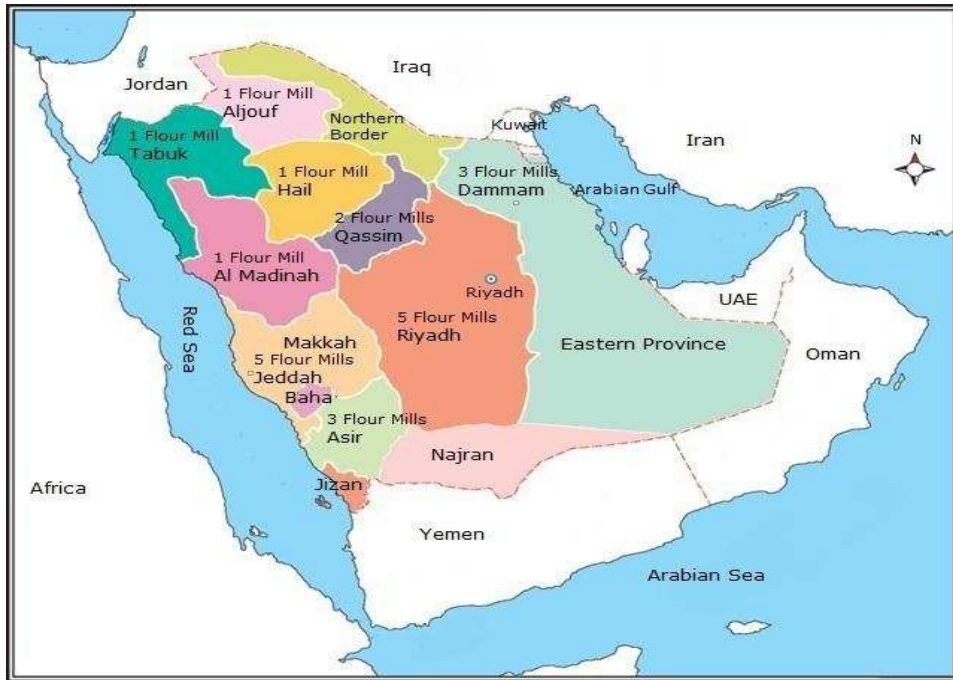 Iraq
Jordan
1 Flour Mill
Aljouf
Northern
Border
Kuwait
Iran
N
1 Flour Mill
Tabuk
1 Flour Mill
Hail
3 Flour Mills
Dammam
Arabian Gulf
2 Flour Mills
Qassim
1 Flour Mill
Al Madinah
Riyadh
UAE
Red Sea
5 Flour Mills
Riyadh
Makkah
5 Flour Mills
Jeddah
Baha
Eastern Province
Oman
3 Flour Mills
Asir
Najran
Jizan
Africa
Yemen
Arabian Sea